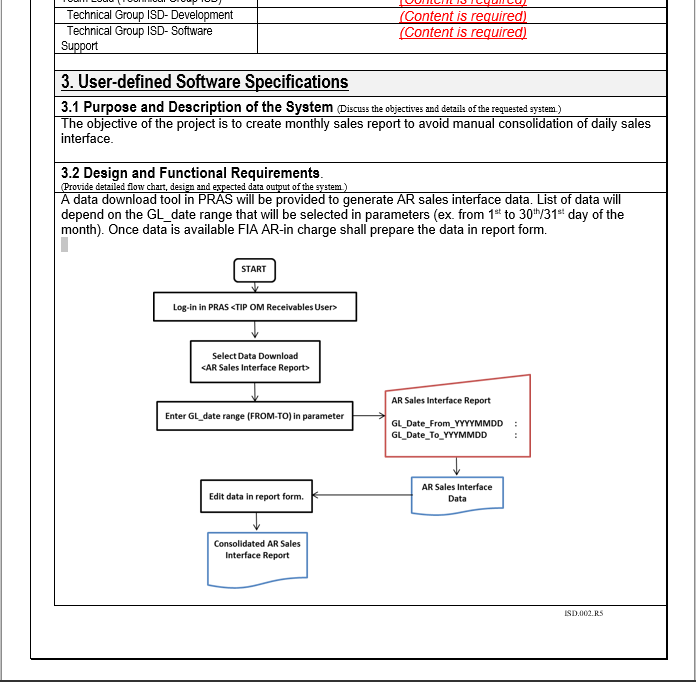 Team Lead (Technical Group ISD)
(Content is required)
Technical Group ISD- Development
(Content is required)
Technical Group ISD- Software
Support
(Content is required)
3. User-defined Software Specifications
3.1 Purpose and Description of the System (Discuss the objectives and details of the requested system.)
The objective of the project is to create monthly sales report to avoid manual consolidation of daily sales
interface.
3.2 Design and Functional Requirements.
(Provide detailed flow chart, design and expected data output of the system.)
A data download tool in PRAS will be provided to generate AR sales interface data. List of data will
depend on the GL_date range that will be selected in parameters (ex. from 1st to 30th/31st day of the
month). Once data is available FIA AR-in charge shall prepare the data in report form.
START
Log-in in PRAS <TIP OM Receivables User>
Select Data Download
<AR Sales Interface Report>
Enter GL_date range (FROM-TO) in parameter
AR Sales Interface Report
GL_Date_From_YYYYMMDD :
GL_Date_To_YYYMMDD :
AR Sales Interface
Data
Edit data in report form.
Consolidated AR Sales
Interface Report
ISD.002.R5